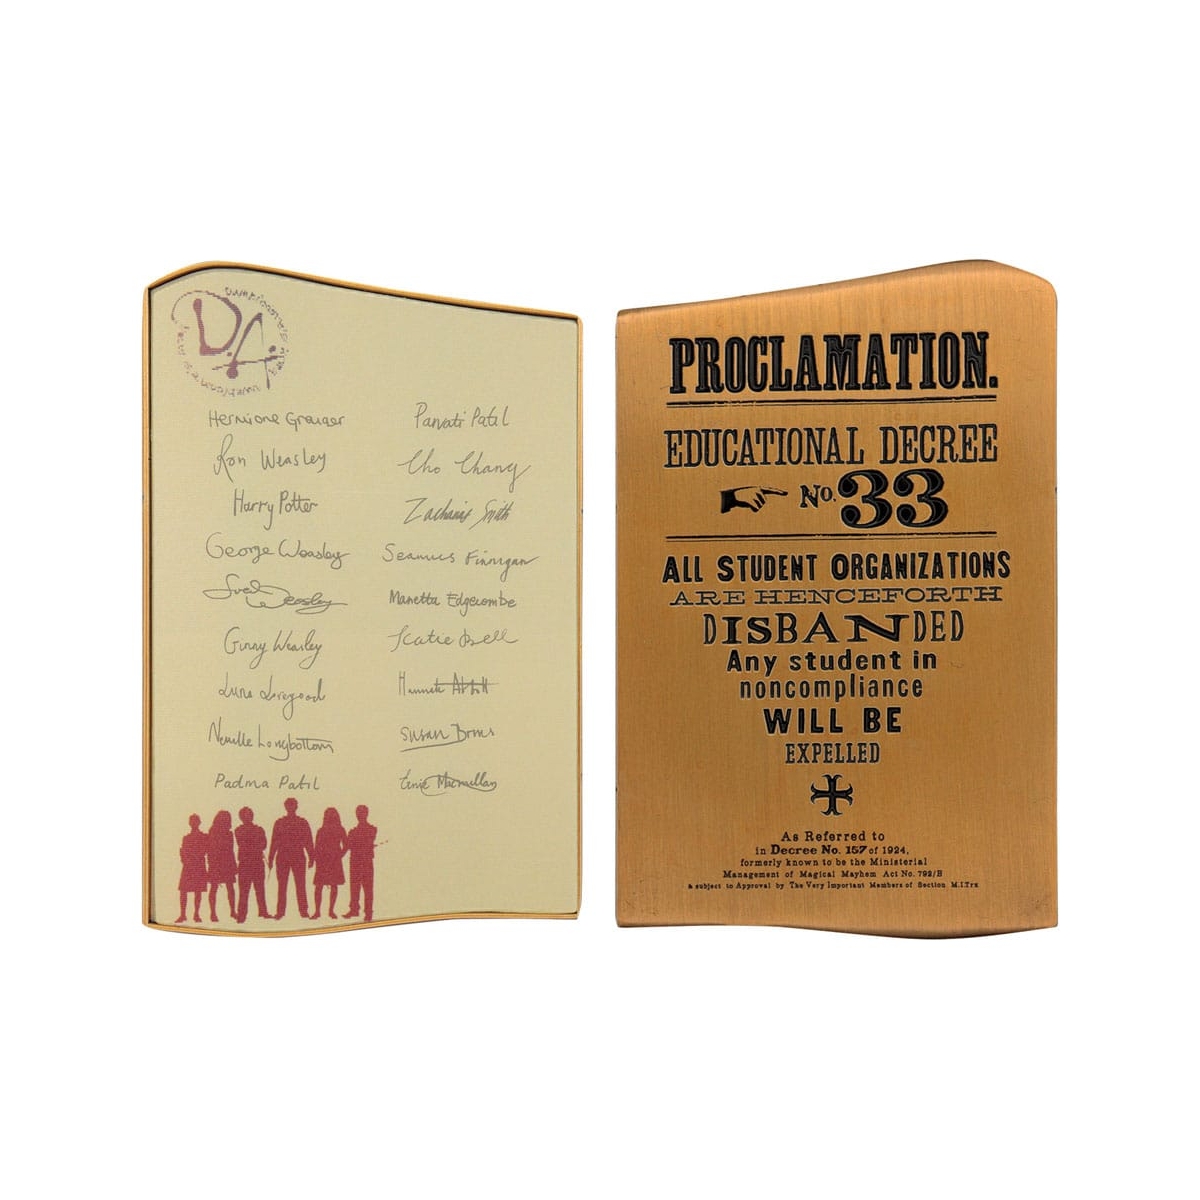 D.A.
Hermione Granger
Ron Weasley
Harry Potter
George Weasley
Fred Weasley
Ginny Weasley
Luna Lovegood
Neville Longbottom
Padma Patil
Parvati Patil
Cho Chang
Zacharias Smith
Seamus Finnigan
Marietta Edgecombe
Katie Bell
Hannah Abbott
Susan Bones
Ernie Macmillan
PROCLAMATION.
EDUCATIONAL DECREE
No. 33
ALL STUDENT ORGANIZATIONS
ARE HENCEFORTH
DISBANDED
Any student in
noncompliance
WILL BE
EXPELLED
As Referred to
in Decree No. 157 of 1924,
formerly known to be the Ministerial
Management of Magical Mayhem Act No. 792/B
& subject to Approval by The Very Important Members of Section M.I.Trx